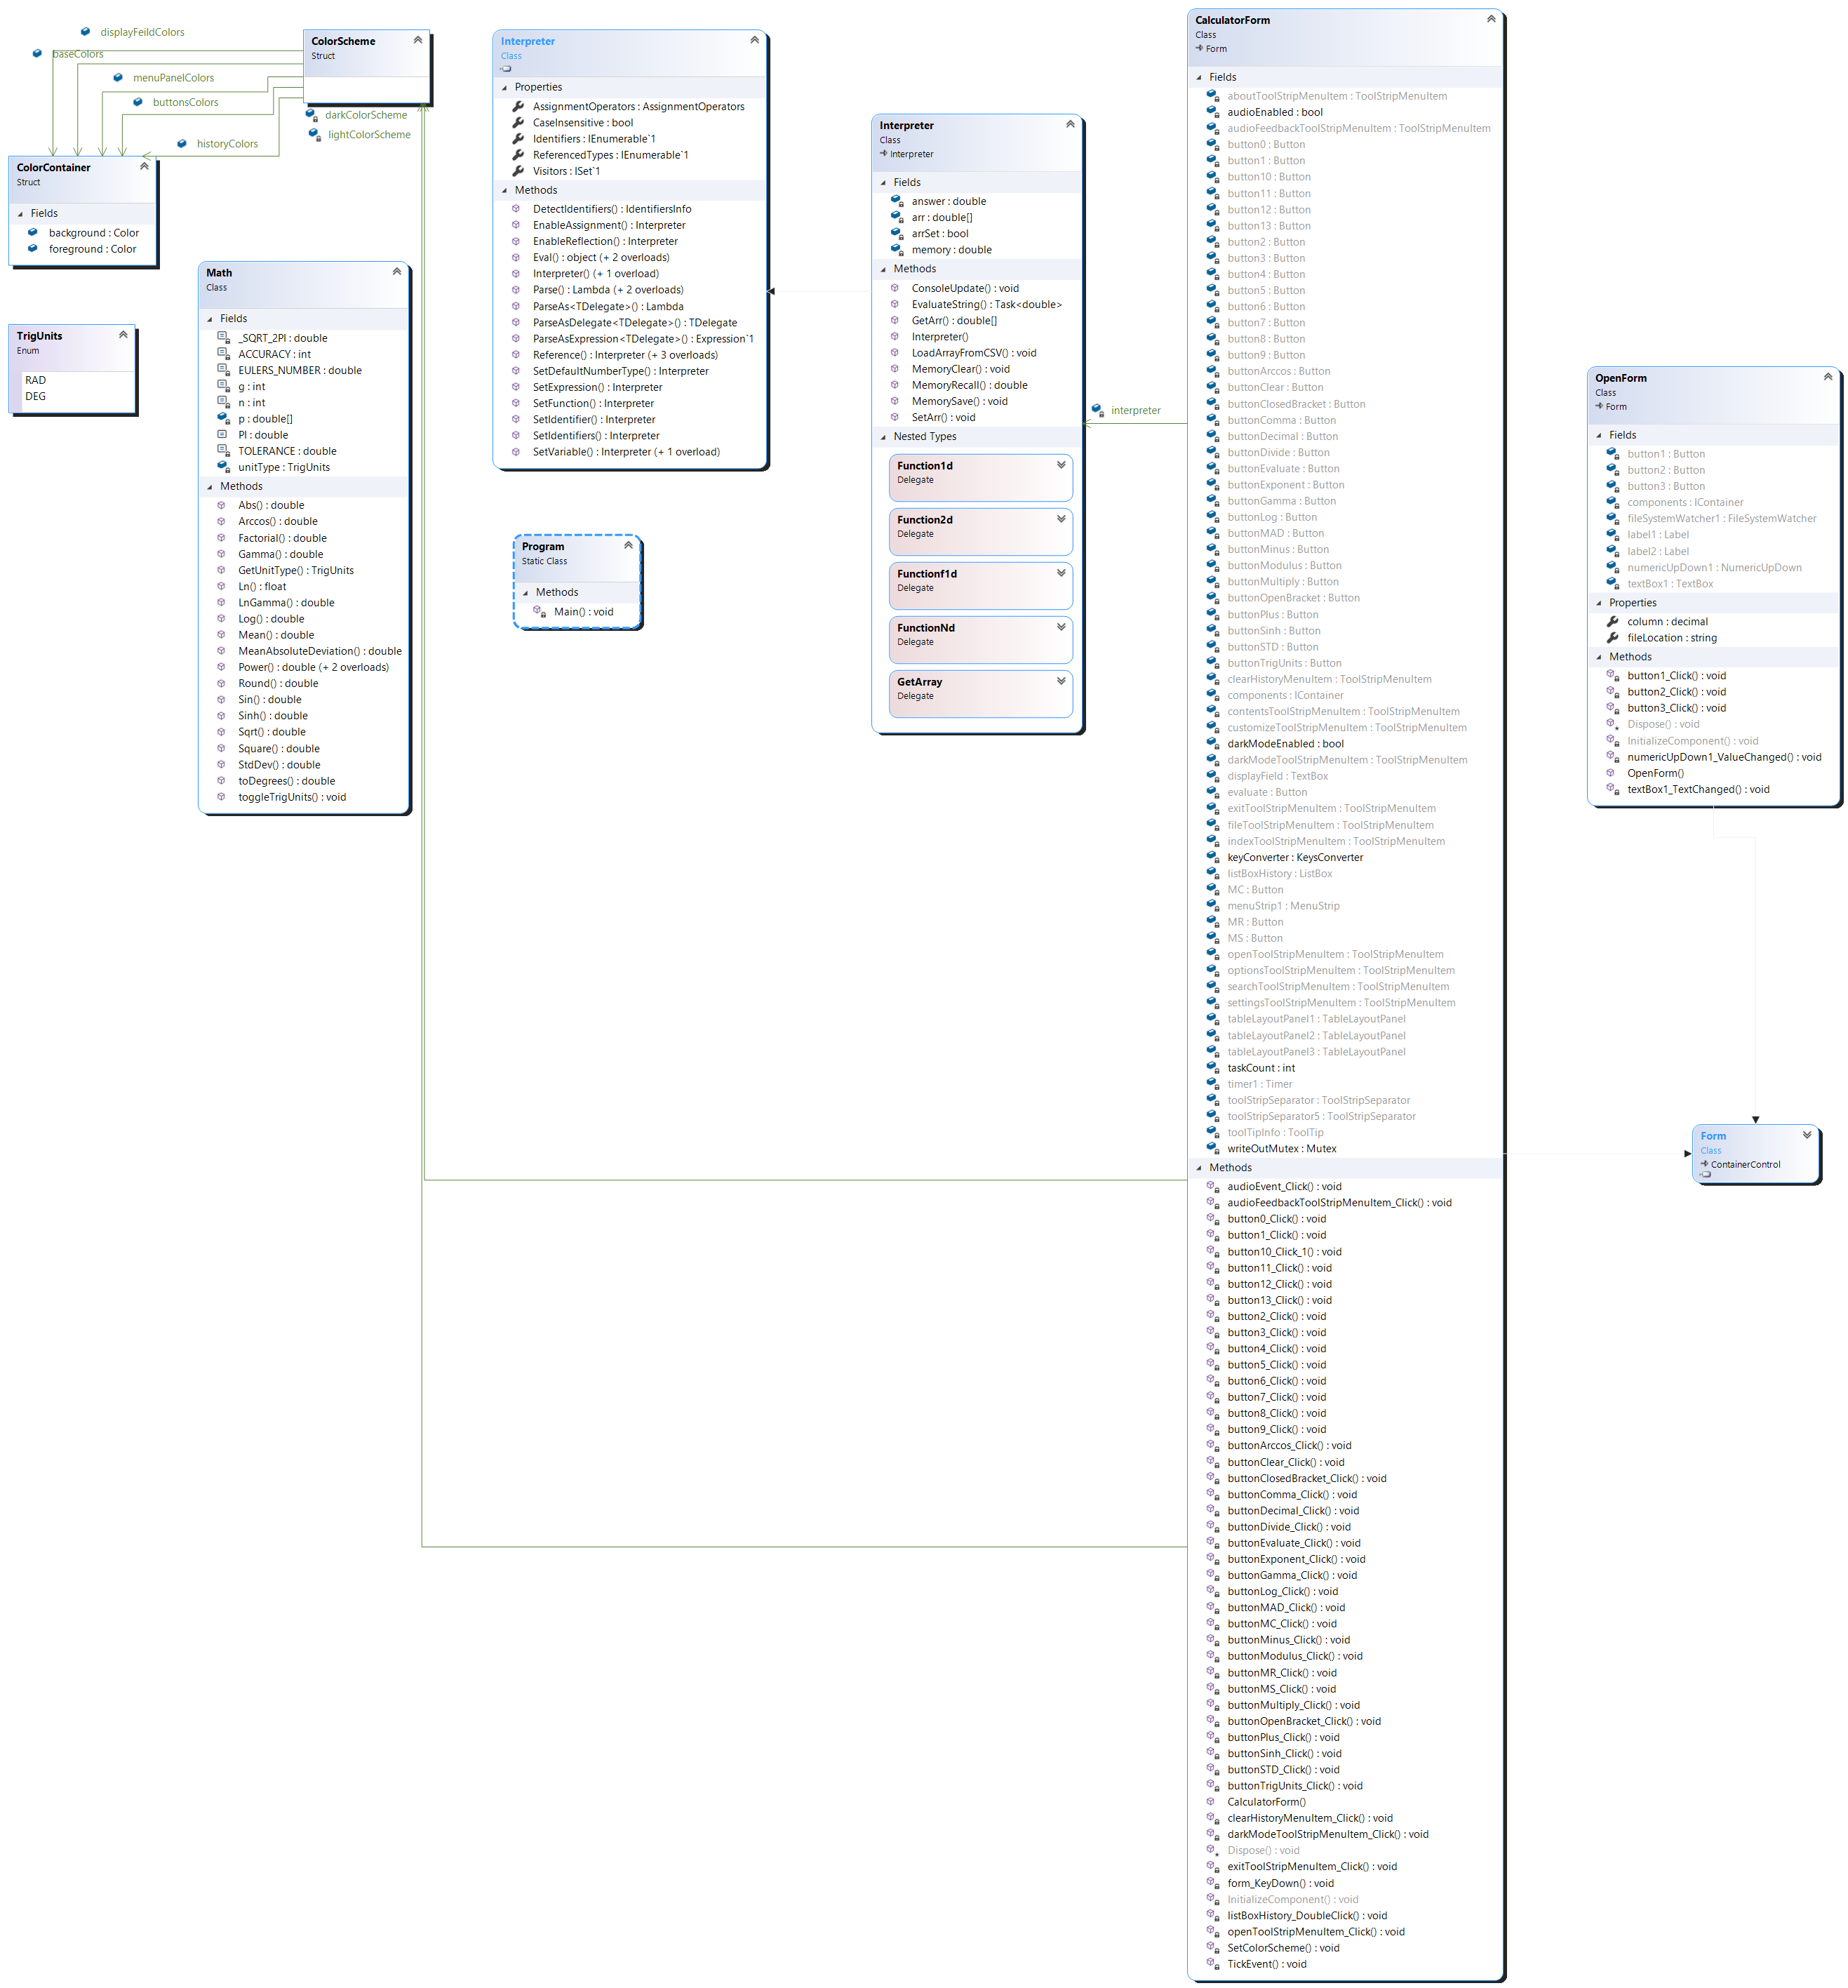 displayFeildColors
baseColors
menuPanelColors
buttonsColors
historyColors
ColorScheme
Struct
darkColorScheme
lightColorScheme
ColorContainer
Struct
Fields
background : Color
foreground : Color
TrigUnits
Enum
RAD
DEG
Math
Class
Fields
_SQRT_2PI : double
ACCURACY : int
EULERS_NUMBER : double
g : int
n : int
p : double[]
PI : double
TOLERANCE : double
unitType : TrigUnits
Methods
Abs() : double
Arccos() : double
Factorial() : double
Gamma() : double
GetUnitType() : TrigUnits
Ln() : float
LnGamma() : double
Log() : double
Mean() : double
MeanAbsoluteDeviation() : double
Power() : double (+ 2 overloads)
Round() : double
Sin() : double
Sinh() : double
Sqrt() : double
Square() : double
StdDev() : double
toDegrees() : double
toggleTrigUnits() : void
Interpreter
Class
Properties
AssignmentOperators : AssignmentOperators
CaseInsensitive : bool
Identifiers : IEnumerable`1
ReferencedTypes : IEnumerable`1
Visitors : ISet`1
Methods
DetectIdentifiers() : IdentifiersInfo
EnableAssignment() : Interpreter
EnableReflection() : Interpreter
Eval() : object (+ 2 overloads)
Interpreter() (+ 1 overload)
Parse() : Lambda (+ 2 overloads)
ParseAs<TDelegate>() : Lambda
ParseAsDelegate<TDelegate>() : TDelegate
ParseAsExpression<TDelegate>() : Expression`1
Reference() : Interpreter (+ 3 overloads)
SetDefaultNumberType() : Interpreter
SetExpression() : Interpreter
SetFunction() : Interpreter
SetIdentifier() : Interpreter
SetIdentifiers() : Interpreter
SetVariable() : Interpreter (+ 1 overload)
Program
Static Class
Methods
Main() : void
Interpreter
Class
Interpreter
Fields
answer : double
arr : double[]
arrSet : bool
memory : double
Methods
ConsoleUpdate() : void
EvaluateString() : Task<double>
GetArr() : double[]
Interpreter()
LoadArrayFromCSV() : void
MemoryClear() : void
MemoryRecall() : double
MemorySave() : void
SetArr() : void
Nested Types
Function1d
Delegate
Function2d
Delegate
Functionf1d
Delegate
FunctionNd
Delegate
GetArray
Delegate
interpreter
CalculatorForm
Class
Form
Fields
aboutToolStripMenuItem : ToolStripMenuItem
audioEnabled : bool
audioFeedbackToolStripMenuItem : ToolStripMenuItem
button0 : Button
button1 : Button
button10 : Button
button11 : Button
button12 : Button
button13 : Button
button2 : Button
button3 : Button
button4 : Button
button5 : Button
button6 : Button
button7 : Button
button8 : Button
button9 : Button
buttonArccos : Button
buttonClear : Button
buttonClosedBracket : Button
buttonComma : Button
buttonDecimal : Button
buttonDivide : Button
buttonEvaluate : Button
buttonExponent : Button
buttonGamma : Button
buttonLog : Button
buttonMAD : Button
buttonMinus : Button
buttonModulus : Button
buttonMultiply : Button
buttonOpenBracket : Button
buttonPlus : Button
buttonSinh : Button
buttonSTD : Button
buttonTrigUnits : Button
clearHistoryMenuItem : ToolStripMenuItem
components : IContainer
contentsToolStripMenuItem : ToolStripMenuItem
customizeToolStripMenuItem : ToolStripMenuItem
darkModeEnabled : bool
darkModeToolStripMenuItem : ToolStripMenuItem
displayField : TextBox
evaluate : Button
exitToolStripMenuItem : ToolStripMenuItem
fileToolStripMenuItem : ToolStripMenuItem
indexToolStripMenuItem : ToolStripMenuItem
keyConverter : KeysConverter
listBoxHistory : ListBox
MC : Button
menuStrip1 : MenuStrip
MR : Button
MS : Button
openToolStripMenuItem : ToolStripMenuItem
optionsToolStripMenuItem : ToolStripMenuItem
searchToolStripMenuItem : ToolStripMenuItem
settingsToolStripMenuItem : ToolStripMenuItem
tableLayoutPanel1 : TableLayoutPanel
tableLayoutPanel2 : TableLayoutPanel
tableLayoutPanel3 : TableLayoutPanel
taskCount : int
timer1 : Timer
toolStripSeparator : ToolStripSeparator
toolStripSeparator5 : ToolStripSeparator
toolTipInfo : ToolTip
writeOutMutex : Mutex
Methods
audioEvent_Click() : void
audioFeedbackToolStripMenuItem_Click() : void
button0_Click() : void
button1_Click() : void
button10_Click_1() : void
button11_Click() : void
button12_Click() : void
button13_Click() : void
button2_Click() : void
button3_Click() : void
button4_Click() : void
button5_Click() : void
button6_Click() : void
button7_Click() : void
button8_Click() : void
button9_Click() : void
buttonArccos_Click() : void
buttonClear_Click() : void
buttonClosedBracket_Click() : void
buttonComma_Click() : void
buttonDecimal_Click() : void
buttonDivide_Click() : void
buttonEvaluate_Click() : void
buttonExponent_Click() : void
buttonGamma_Click() : void
buttonLog_Click() : void
buttonMAD_Click() : void
buttonMC_Click() : void
buttonMinus_Click() : void
buttonModulus_Click() : void
buttonMR_Click() : void
buttonMS_Click() : void
buttonMultiply_Click() : void
buttonOpenBracket_Click() : void
buttonPlus_Click() : void
buttonSinh_Click() : void
buttonSTD_Click() : void
buttonTrigUnits_Click() : void
CalculatorForm()
clearHistoryMenuItem_Click() : void
darkModeToolStripMenuItem_Click() : void
Dispose() : void
exitToolStripMenuItem_Click() : void
form_KeyDown() : void
InitializeComponent() : void
listBoxHistory_DoubleClick() : void
openToolStripMenuItem_Click() : void
SetColorScheme() : void
TickEvent() : void
OpenForm
Class
Form
Fields
button1 : Button
button2 : Button
button3 : Button
components : IContainer
fileSystemWatcher1 : FileSystemWatcher
label1 : Label
label2 : Label
numericUpDown1 : NumericUpDown
textBox1 : TextBox
Properties
column : decimal
fileLocation : string
Methods
button1_Click() : void
button2_Click() : void
button3_Click() : void
Dispose() : void
InitializeComponent() : void
numericUpDown1_ValueChanged() : void
OpenForm()
textBox1_TextChanged() : void
Form
Class
ContainerControl